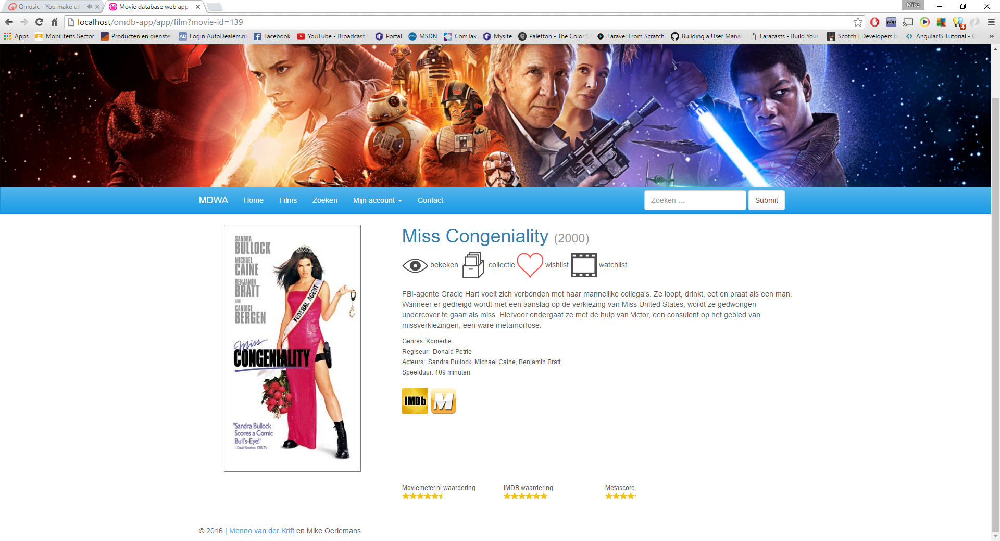 Qmusic - You make us
Movie database web app
Mike
localhost/omdb-app/app/film?movie-id=139
php
4
Apps
Mobiliteits Sector
Producten en dienste
AD Login AutoDealers.nl
Facebook
YouTube - Broadcast
Portal
MSDN
ComTak
Mysite
Paletton - The Color S
Laravel From Scratch
Building a User Mana
Laracasts - Build Your
Scotch | Developers b
AngularJS Tutorial - C
MDWA Home Films Zoeken Mijn account Contact
Zoeken ...
Submit
SANDRA
BULLOCK
MICHAEL
CAINE
BENJAMIN
BRATT
AND
CANDICE
BERGEN
FEDERAL AGENT
Miss
CONGENIALITY
"Sandra Bullock
Scores a Comic
Bull's-Eye!"
– David Sheehan, CBS-TV
Miss Congeniality (2000)
bekeken collectie wishlist watchlist
FBI-agente Gracie Hart voelt zich verbonden met haar mannelijke collega's. Ze loopt, drinkt, eet en praat als een man.
Wanneer er gedreigd wordt met een aanslag op de verkiezing van Miss United States, wordt ze gedwongen
undercover te gaan als miss. Hiervoor ondergaat ze met de hulp van Victor, een consulent op het gebied van
missverkiezingen, een ware metamorfose.
Genres: Komedie
Regiseur: Donald Petrie
Acteurs: Sandra Bullock, Michael Caine, Benjamin Bratt
Speelduur: 109 minuten
IMDb M
Moviemeter.nl waardering
IMDB waardering
Metascore
© 2016 | Menno van der Krift en Mike Oerlemans